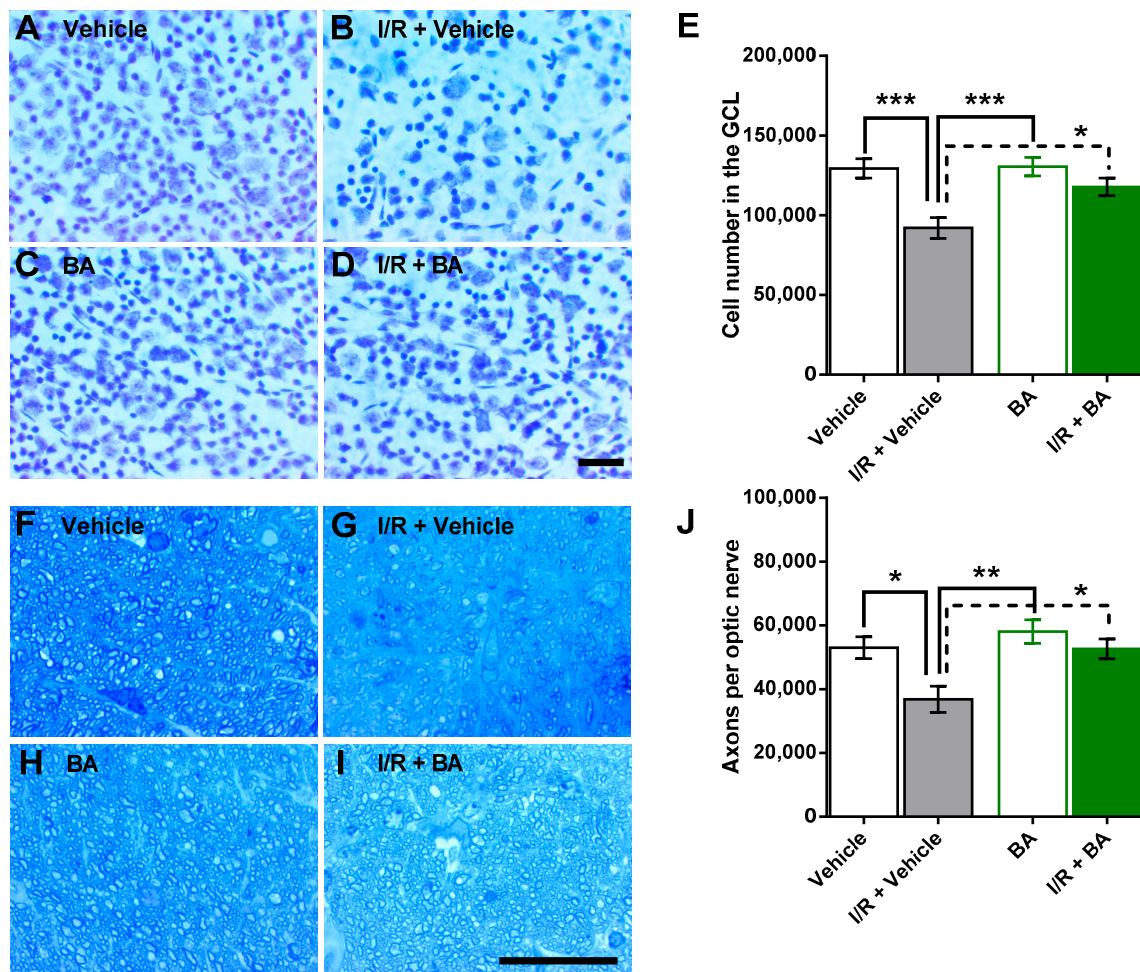 A Vehicle
B I/R + Vehicle
C BA
D I/R + BA
E
200,000
150,000
100,000
50,000
0
Cell number in the GCL
***
***
*
Vehicle
I/R + Vehicle
BA
I/R + BA
F Vehicle
G I/R + Vehicle
H BA
I I/R + BA
J
100,000
80,000
60,000
40,000
20,000
0
Axons per optic nerve
*
**
*
Vehicle
I/R + Vehicle
BA
I/R + BA